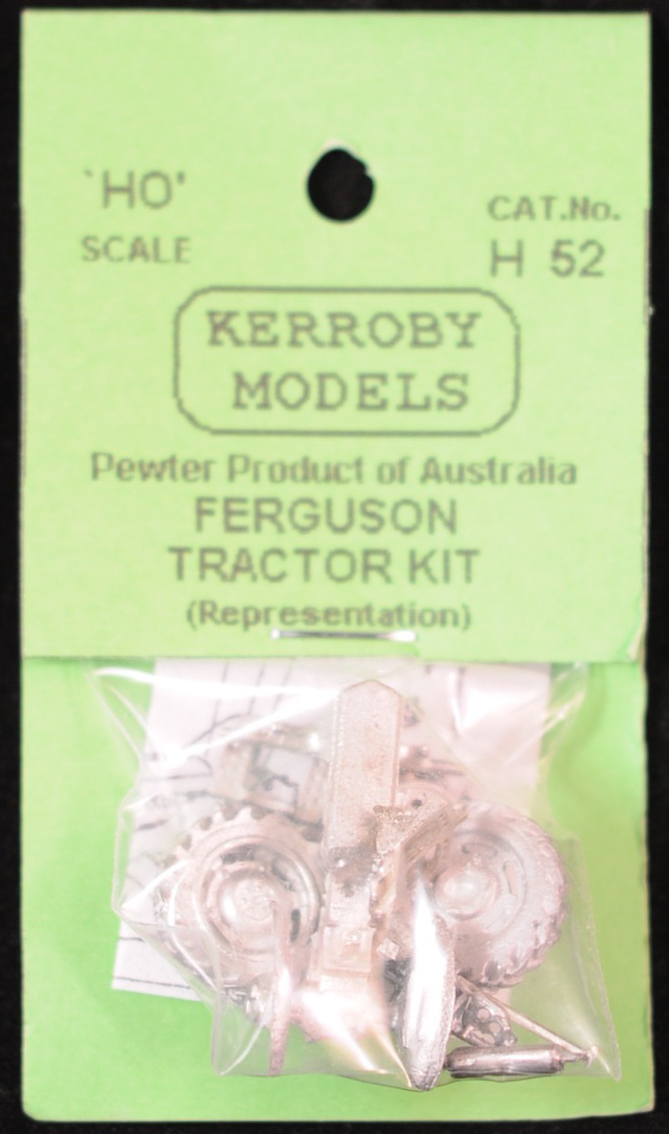 `HO'
SCALE
CAT.No.
H 52
KERROBY
MODELS
Pewter Product of Australia
FERGUSON
TRACTOR KIT
(Representation)